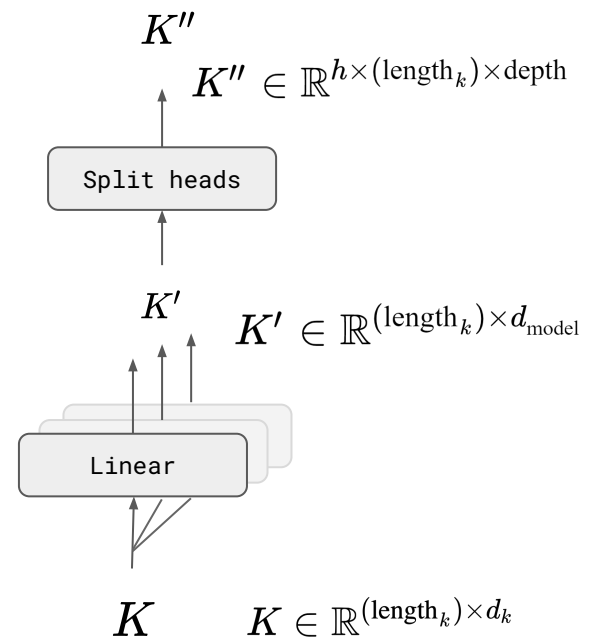 K″
K″ ∈ ℝ^{h×(length_k)×depth}
Split heads
K′
K′ ∈ ℝ^{(length_k)×d_model}
Linear
K
K ∈ ℝ^{(length_k)×d_k}